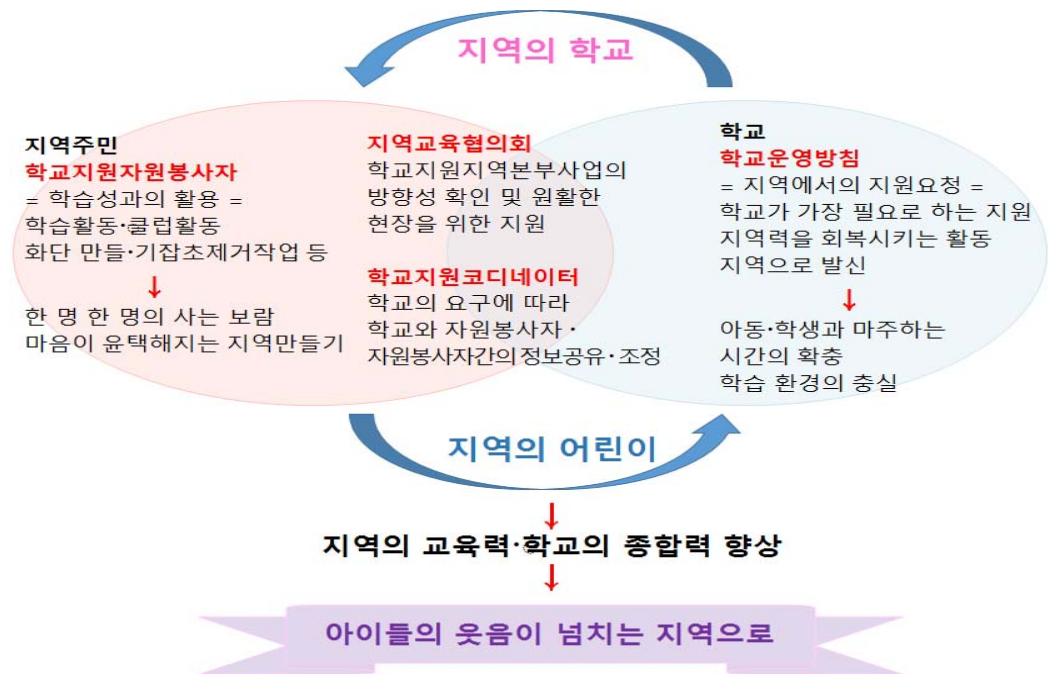 지역의 학교
지역주민
학교지원자원봉사자
= 학습성과의 활용 =
학습활동·클럽활동
화단 만들·기잡초제거작업 등
↓
한 명 한 명의 사는 보람
마음이 윤택해지는 지역만들기
지역교육협의회
학교지원지역본부사업의
방향성 확인 및 원활한
현장을 위한 지원
학교지원코디네이터
학교의 요구에 따라
학교와 자원봉사자·
자원봉사자간의 정보공유·조정
학교
학교운영방침
= 지역에서의 지원요청 =
학교가 가장 필요로 하는 지원
지역력을 회복시키는 활동
지역으로 발신
↓
아동·학생과 마주하는
시간의 확충
학습 환경의 충실
지역의 어린이
↓
지역의 교육력·학교의 종합력 향상
↓
아이들의 웃음이 넘치는 지역으로